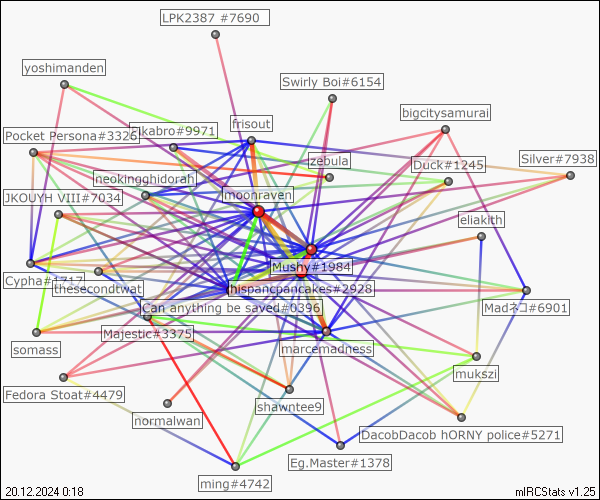 LPK2387 #7690
yoshimanden
Swirly Boi#6154
bigcitysamurai
frisout
Pocket Persona#3326
kabro#9971
zebula
Duck#1245
Silver#7938
neokingghidorah
JKOUYH VIII#7034
moonraven
eliakith
Mushy#1984
Cypha#1717
thesecondtwat
hispancpancakes#2928
Can anything be saved#0396
Madネコ#6901
Majestic#3375
somass
marcemadness
mukszi
Fedora Stoat#4479
shawntee9
normalwan
DacobDacob hORNY police#5271
Eg.Master#1378
ming#4742
20.12.2024 0:18
mIRCStats v1.25